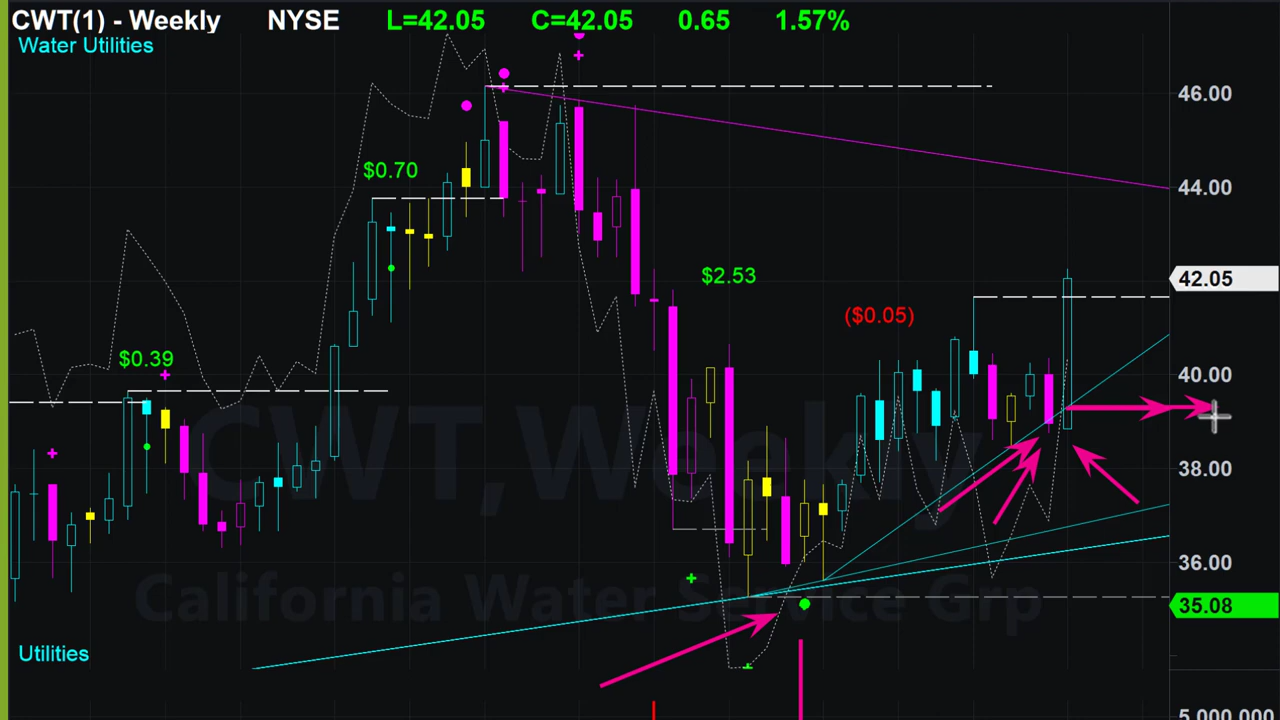 CWT(1) - Weekly NYSE L=42.05 C=42.05 0.65 1.57%
Water Utilities
46.00
$0.70
44.00
$2.53
42.05
($0.05)
$0.39
40.00
CWT,Weekly
38.00
36.00
California Water Service Grp
35.08
Utilities
5,000,000